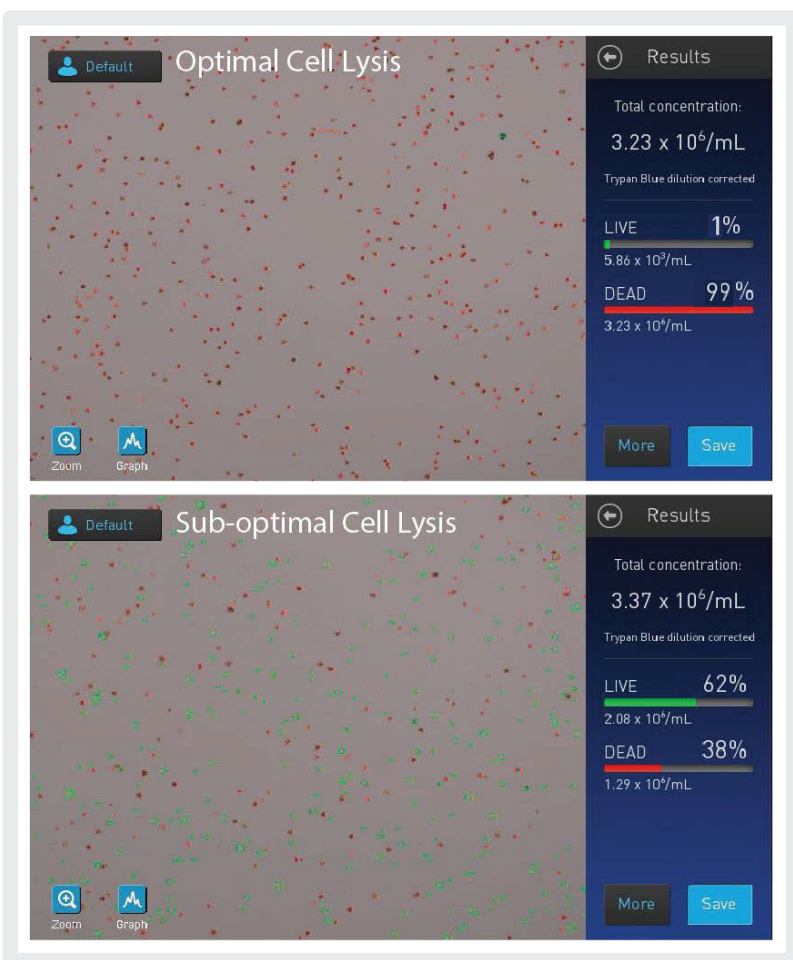 Default
Optimal Cell Lysis
Results
Total concentration:
3.23 x 10⁶/mL
Trypan Blue dilution corrected
LIVE 1%
5.86 x 10³/mL
DEAD 99%
3.23 x 10⁶/mL
Zoom
Graph
More
Save
Default
Sub-optimal Cell Lysis
Results
Total concentration:
3.37 x 10⁶/mL
Trypan Blue dilution corrected
LIVE 62%
2.08 x 10⁶/mL
DEAD 38%
1.29 x 10⁶/mL
Zoom
Graph
More
Save